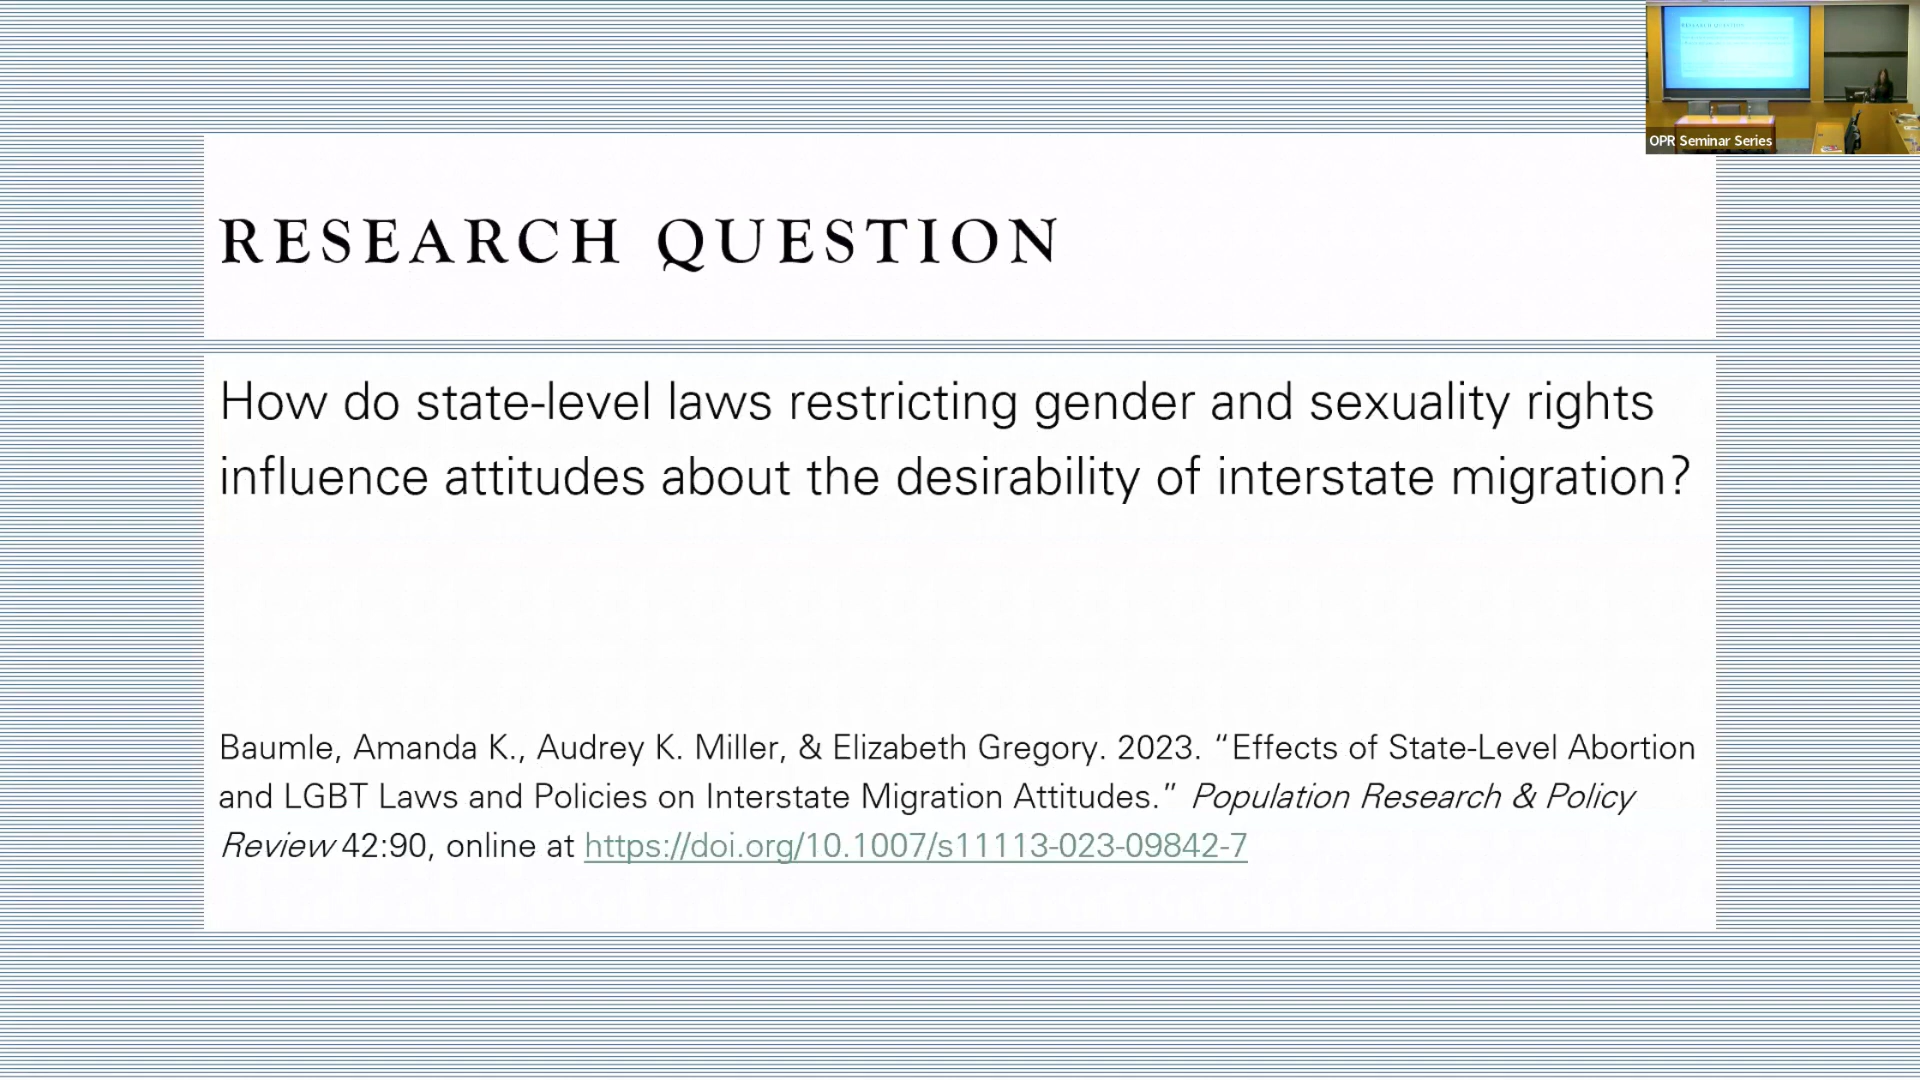 OPR Seminar Series
RESEARCH QUESTION
How do state-level laws restricting gender and sexuality rights
influence attitudes about the desirability of interstate migration?
Baumle, Amanda K., Audrey K. Miller, & Elizabeth Gregory. 2023. “Effects of State-Level Abortion
and LGBT Laws and Policies on Interstate Migration Attitudes.” Population Research & Policy
Review 42:90, online at https://doi.org/10.1007/s11113-023-09842-7